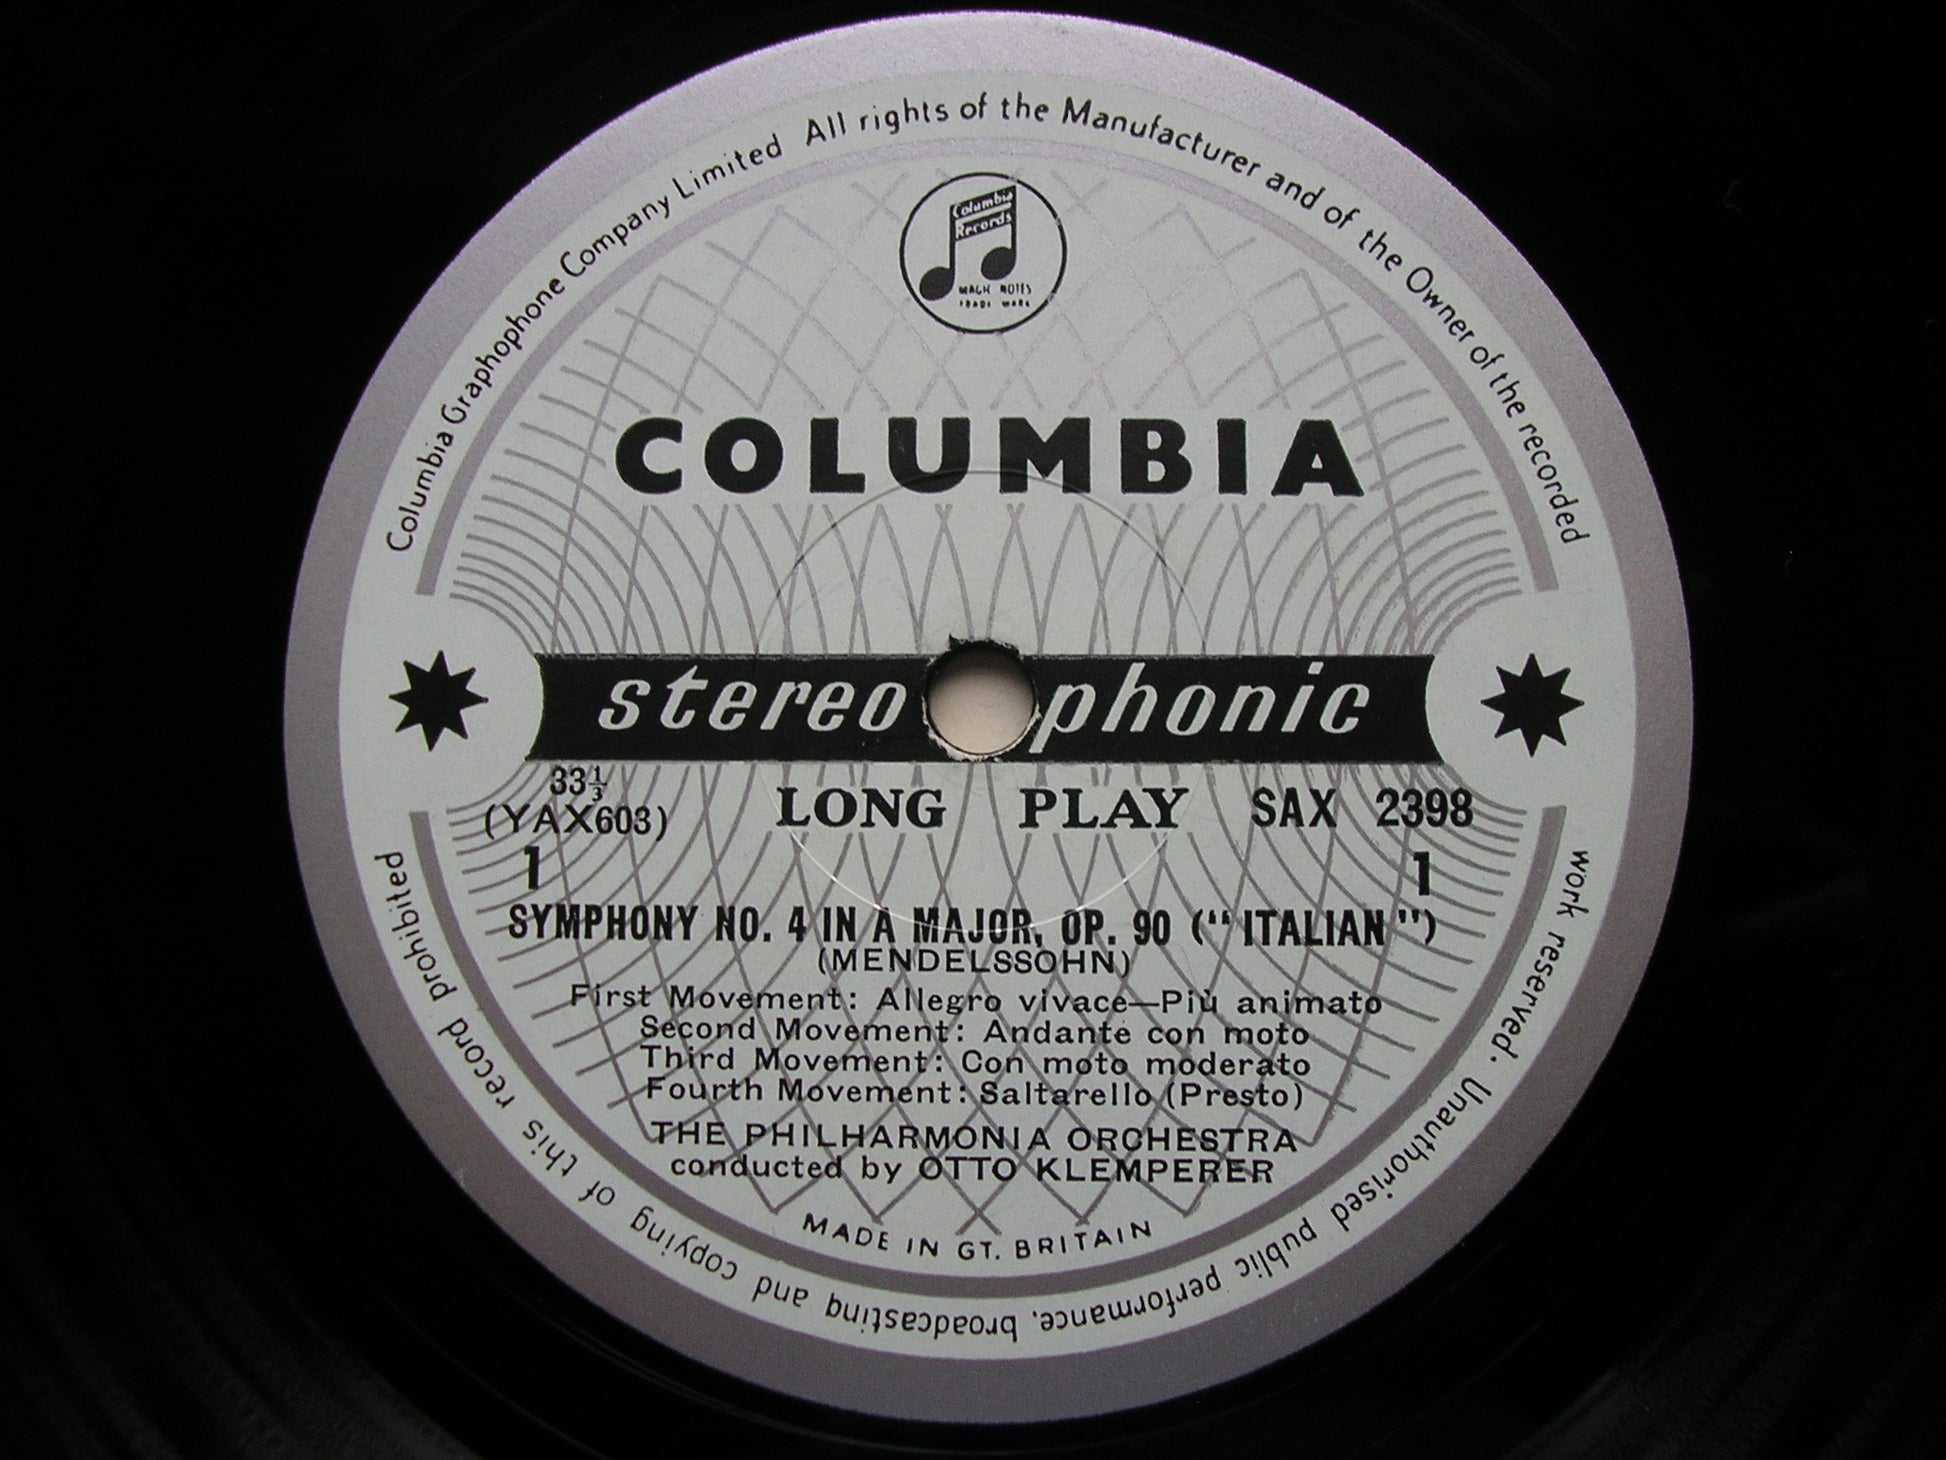 Columbia Graphophone Company Limited All rights of the Manufacturer and of the Owner of the recorded
work reserved. Unauthorised public performance, broadcasting and copying of this record prohibited
Columbia
Records
MAGIC NOTES
TRADE MARK
COLUMBIA
stereophonic
33⅓
(YAX603)
LONG PLAY
SAX 2398
1
1
SYMPHONY NO. 4 IN A MAJOR, OP. 90 (“ITALIAN”)
(MENDELSSOHN)
First Movement: Allegro vivace—Più animato
Second Movement: Andante con moto
Third Movement: Con moto moderato
Fourth Movement: Saltarello (Presto)
THE PHILHARMONIA ORCHESTRA
conducted by OTTO KLEMPERER
MADE IN GT. BRITAIN